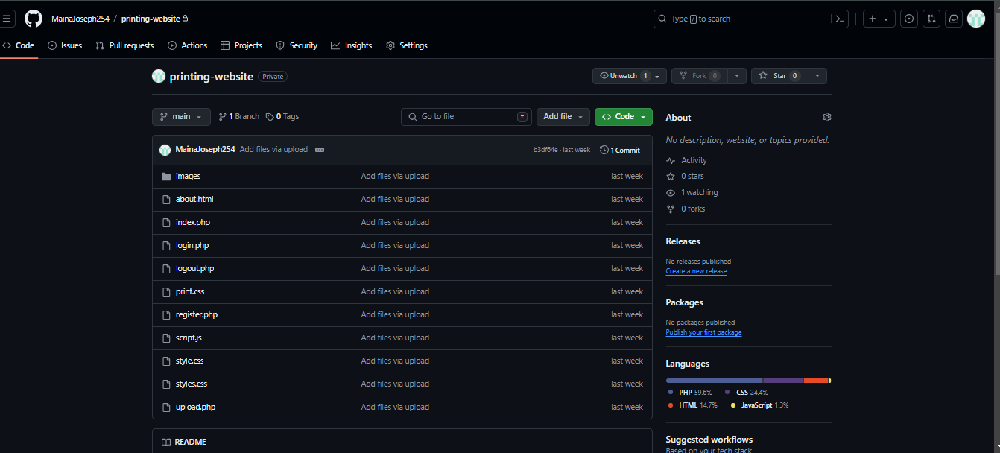 MainaJoseph254 / printing-website
Type / to search
Code Issues Pull requests Actions Projects Security Insights Settings
printing-website Private
Unwatch 1 Fork 0 Star 0
main 1 Branch 0 Tags
Go to file t Add file Code
MainaJoseph254 Add files via upload b3df64e · last week 1 Commit
images Add files via upload last week
about.html Add files via upload last week
index.php Add files via upload last week
login.php Add files via upload last week
logout.php Add files via upload last week
print.css Add files via upload last week
register.php Add files via upload last week
script.js Add files via upload last week
style.css Add files via upload last week
styles.css Add files via upload last week
upload.php Add files via upload last week
README
About
No description, website, or topics provided.
Activity
0 stars
1 watching
0 forks
Releases
No releases published
Create a new release
Packages
No packages published
Publish your first package
Languages
PHP 59.6% CSS 24.4%
HTML 14.7% JavaScript 1.3%
Suggested workflows
Based on your tech stack